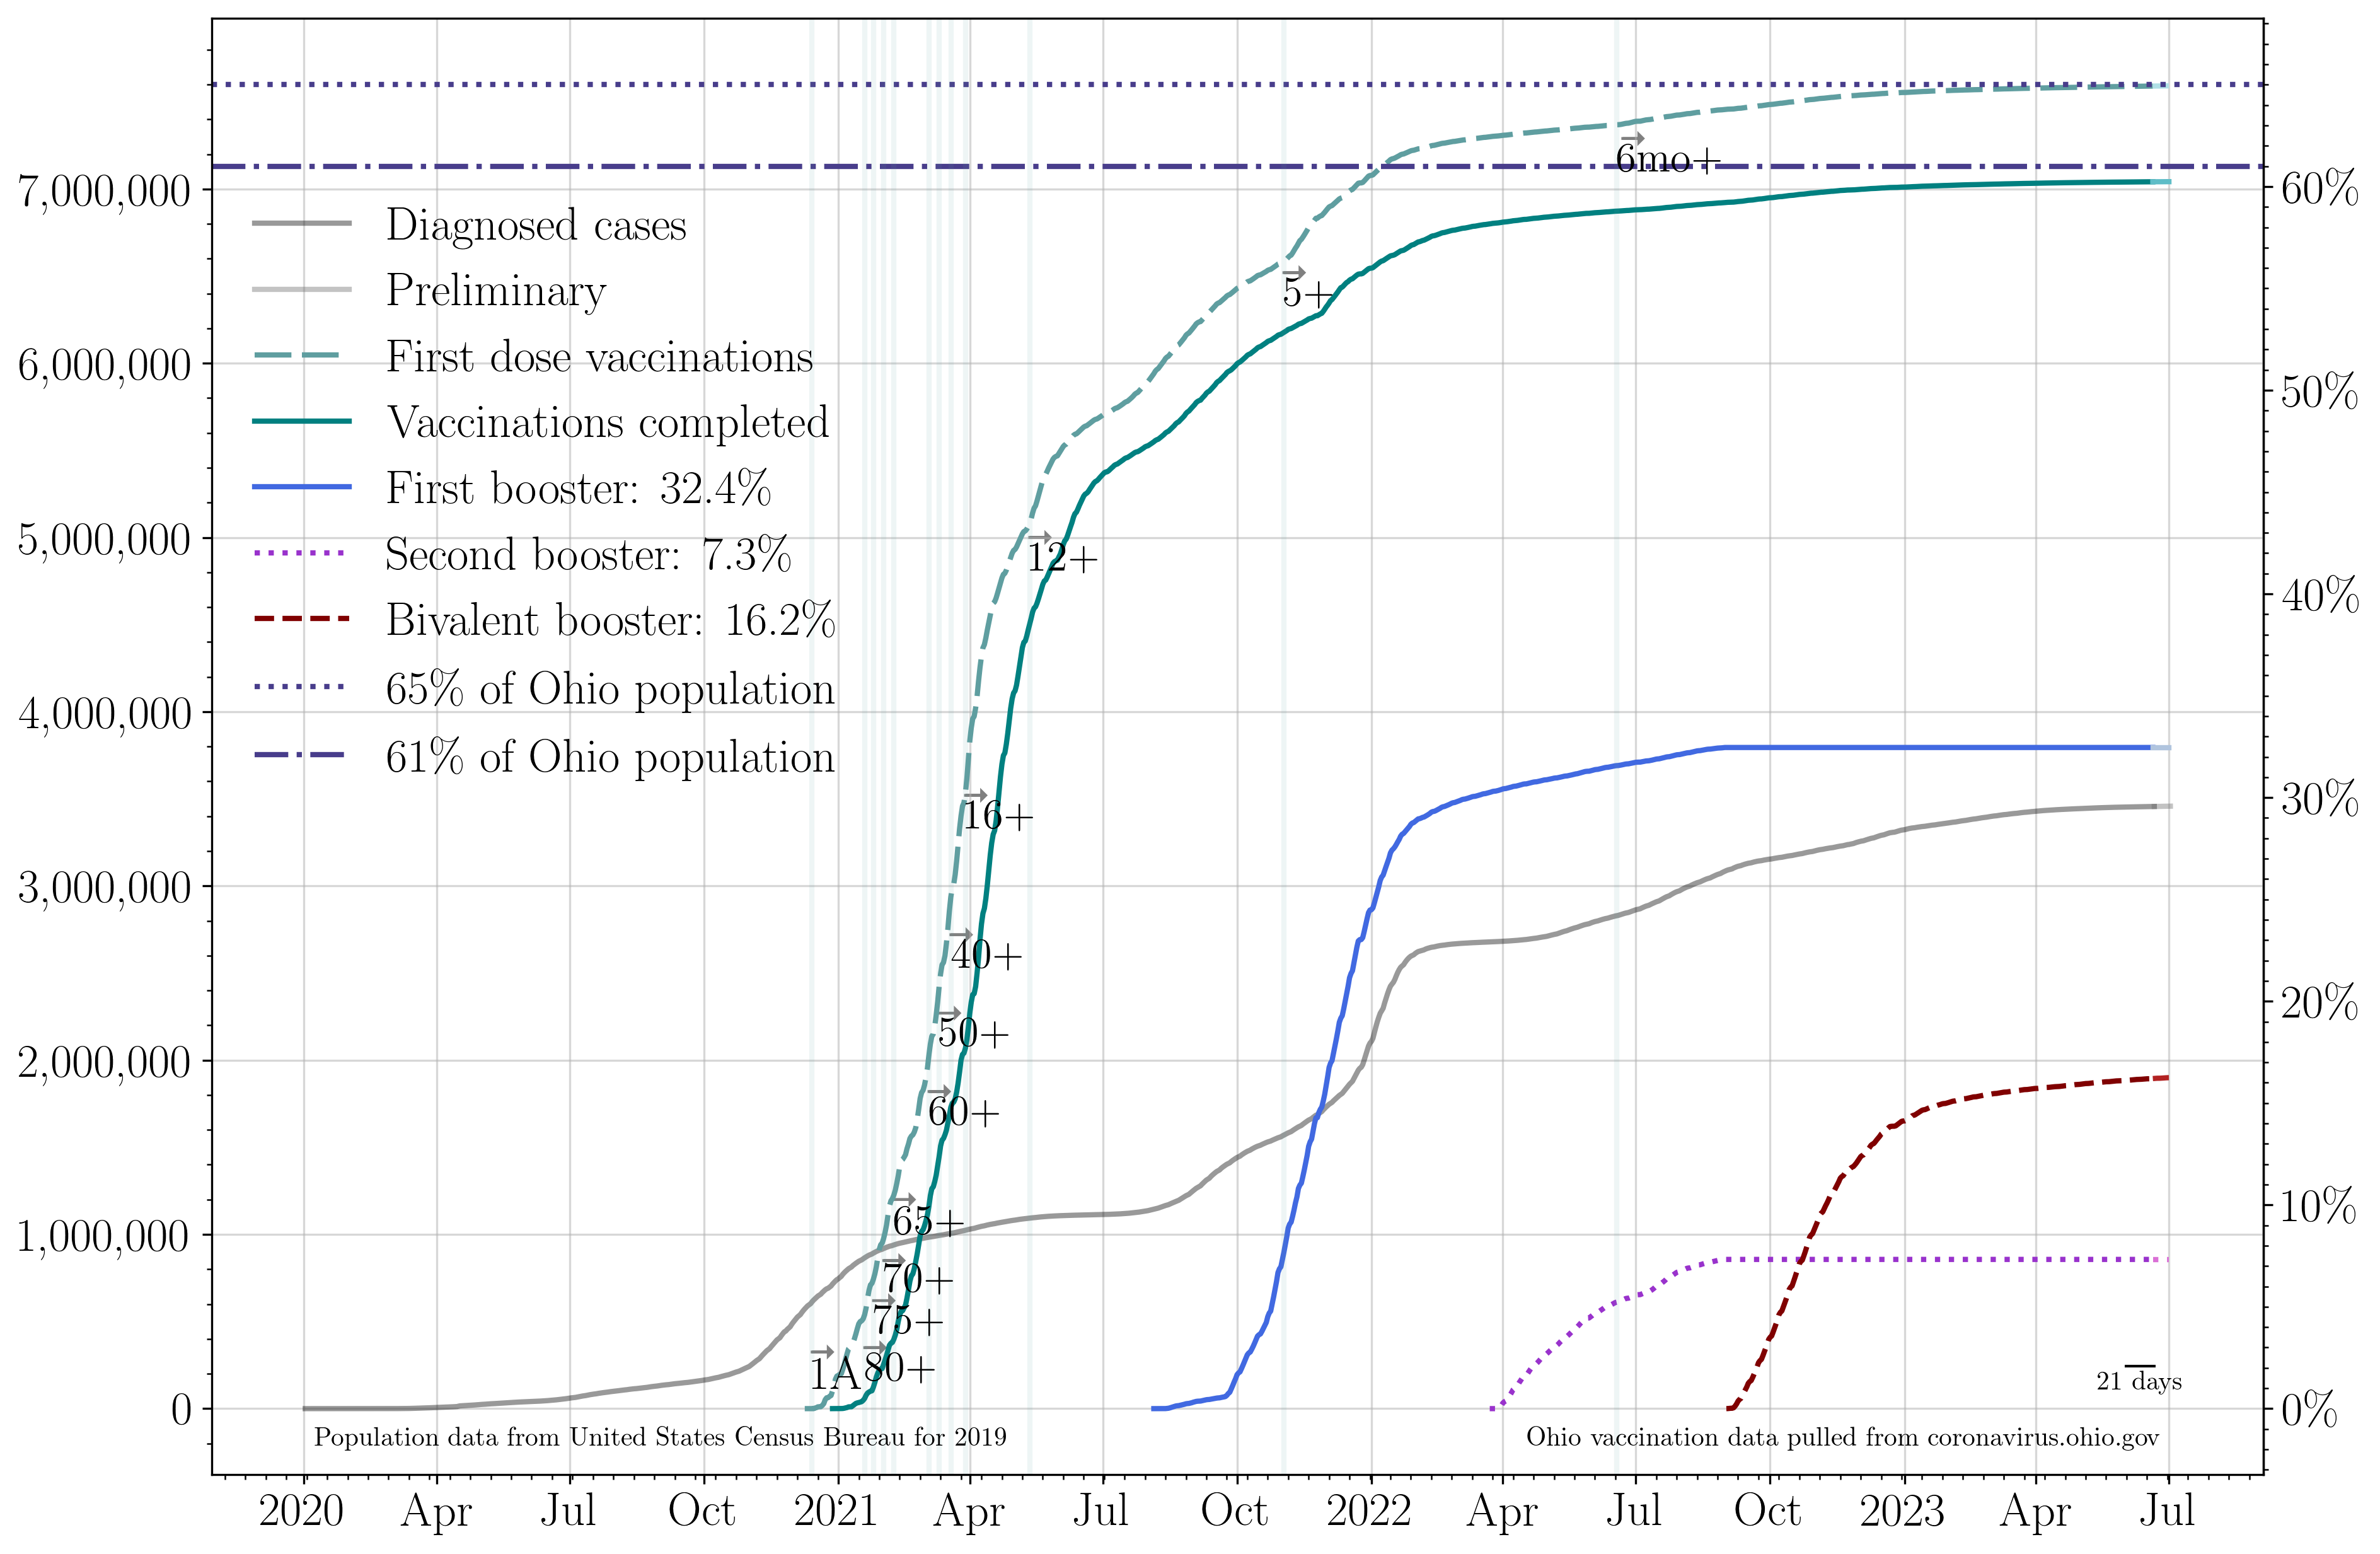 7,000,000
6,000,000
5,000,000
4,000,000
3,000,000
2,000,000
1,000,000
0
Diagnosed cases
Preliminary
First dose vaccinations
Vaccinations completed
First booster: 32.4%
Second booster: 7.3%
Bivalent booster: 16.2%
65% of Ohio population
61% of Ohio population
6mo+
5+
12+
16+
40+
50+
60+
65+
70+
75+
80+
1A
21 days
60%
50%
40%
30%
20%
10%
0%
Population data from United States Census Bureau for 2019
Ohio vaccination data pulled from coronavirus.ohio.gov
2020 Apr Jul Oct 2021 Apr Jul Oct 2022 Apr Jul Oct 2023 Apr Jul